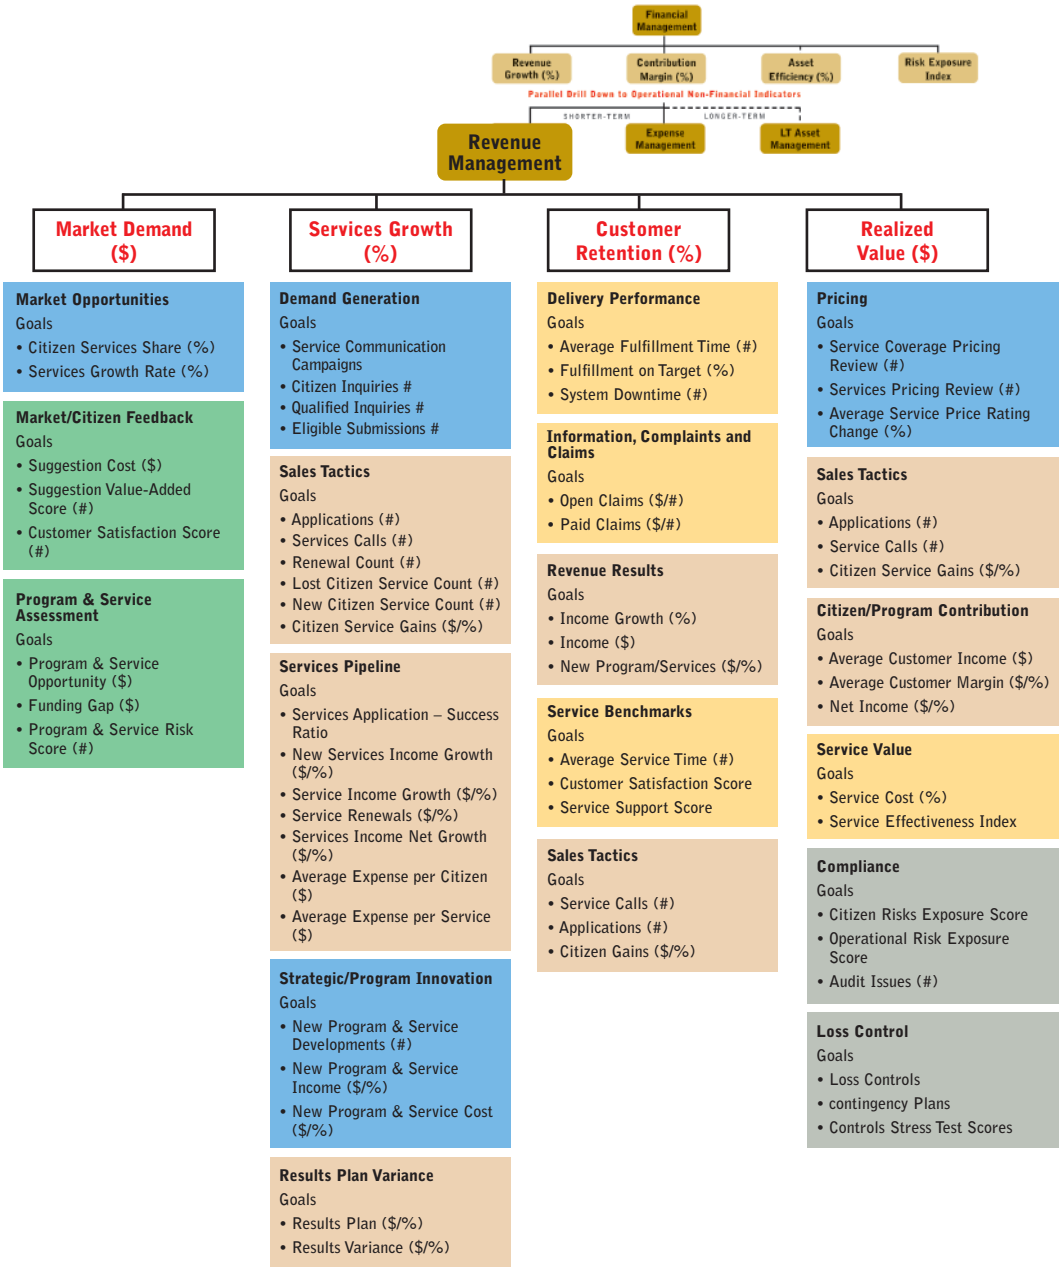 Financial
Management
Revenue
Growth (%)
Contribution
Margin (%)
Asset
Efficiency (%)
Risk Exposure
Index
Parallel Drill Down to Operational Non-Financial Indicators
SHORTER-TERM
LONGER-TERM
Revenue
Management
Expense
Management
LT Asset
Management
Market Demand
($)
Services Growth
(%)
Customer
Retention (%)
Realized
Value ($)
Market Opportunities
Goals
• Citizen Services Share (%)
• Services Growth Rate (%)
Market/Citizen Feedback
Goals
• Suggestion Cost ($)
• Suggestion Value-Added
Score (#)
• Customer Satisfaction Score
(#)
Program & Service
Assessment
Goals
• Program & Service
Opportunity ($)
• Funding Gap ($)
• Program & Service Risk
Score (#)
Demand Generation
Goals
• Service Communication
Campaigns
• Citizen Inquiries #
• Qualified Inquiries #
• Eligible Submissions #
Sales Tactics
Goals
• Applications (#)
• Services Calls (#)
• Renewal Count (#)
• Lost Citizen Service Count (#)
• New Citizen Service Count (#)
• Citizen Service Gains ($/%)
Services Pipeline
Goals
• Services Application – Success
Ratio
• New Services Income Growth
($/%)
• Service Income Growth ($/%)
• Service Renewals ($/%)
• Services Income Net Growth
($/%)
• Average Expense per Citizen
($)
• Average Expense per Service
($)
Strategic/Program Innovation
Goals
• New Program & Service
Developments (#)
• New Program & Service
Income ($/%)
• New Program & Service Cost
($/%)
Results Plan Variance
Goals
• Results Plan ($/%)
• Results Variance ($/%)
Delivery Performance
Goals
• Average Fulfillment Time (#)
• Fulfillment on Target (%)
• System Downtime (#)
Information, Complaints and
Claims
Goals
• Open Claims ($/#)
• Paid Claims ($/#)
Revenue Results
Goals
• Income Growth (%)
• Income ($)
• New Program/Services ($/%)
Service Benchmarks
Goals
• Average Service Time (#)
• Customer Satisfaction Score
• Service Support Score
Sales Tactics
Goals
• Service Calls (#)
• Applications (#)
• Citizen Gains ($/%)
Pricing
Goals
• Service Coverage Pricing
Review (#)
• Services Pricing Review (#)
• Average Service Price Rating
Change (%)
Sales Tactics
Goals
• Applications (#)
• Service Calls (#)
• Citizen Service Gains ($/%)
Citizen/Program Contribution
Goals
• Average Customer Income ($)
• Average Customer Margin ($/%)
• Net Income ($/%)
Service Value
Goals
• Service Cost (%)
• Service Effectiveness Index
Compliance
Goals
• Citizen Risks Exposure Score
• Operational Risk Exposure
Score
• Audit Issues (#)
Loss Control
Goals
• Loss Controls
• contingency Plans
• Controls Stress Test Scores